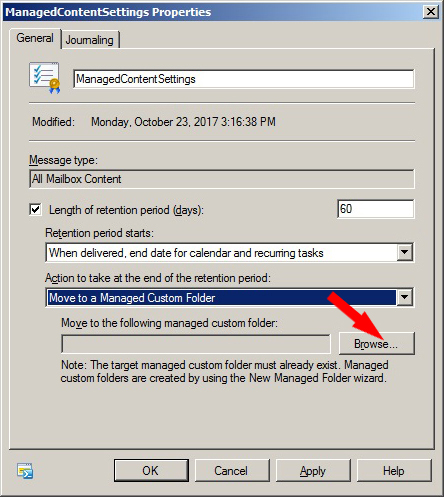 ManagedContentSettings Properties
General
Journaling
ManagedContentSettings
Modified: Monday, October 23, 2017 3:16:38 PM
Message type:
All Mailbox Content
Length of retention period (days): 60
Retention period starts:
When delivered, end date for calendar and recurring tasks
Action to take at the end of the retention period:
Move to a Managed Custom Folder
Move to the following managed custom folder:
Browse...
Note: The target managed custom folder must already exist. Managed
custom folders are created by using the New Managed Folder wizard.
OK
Cancel
Apply
Help